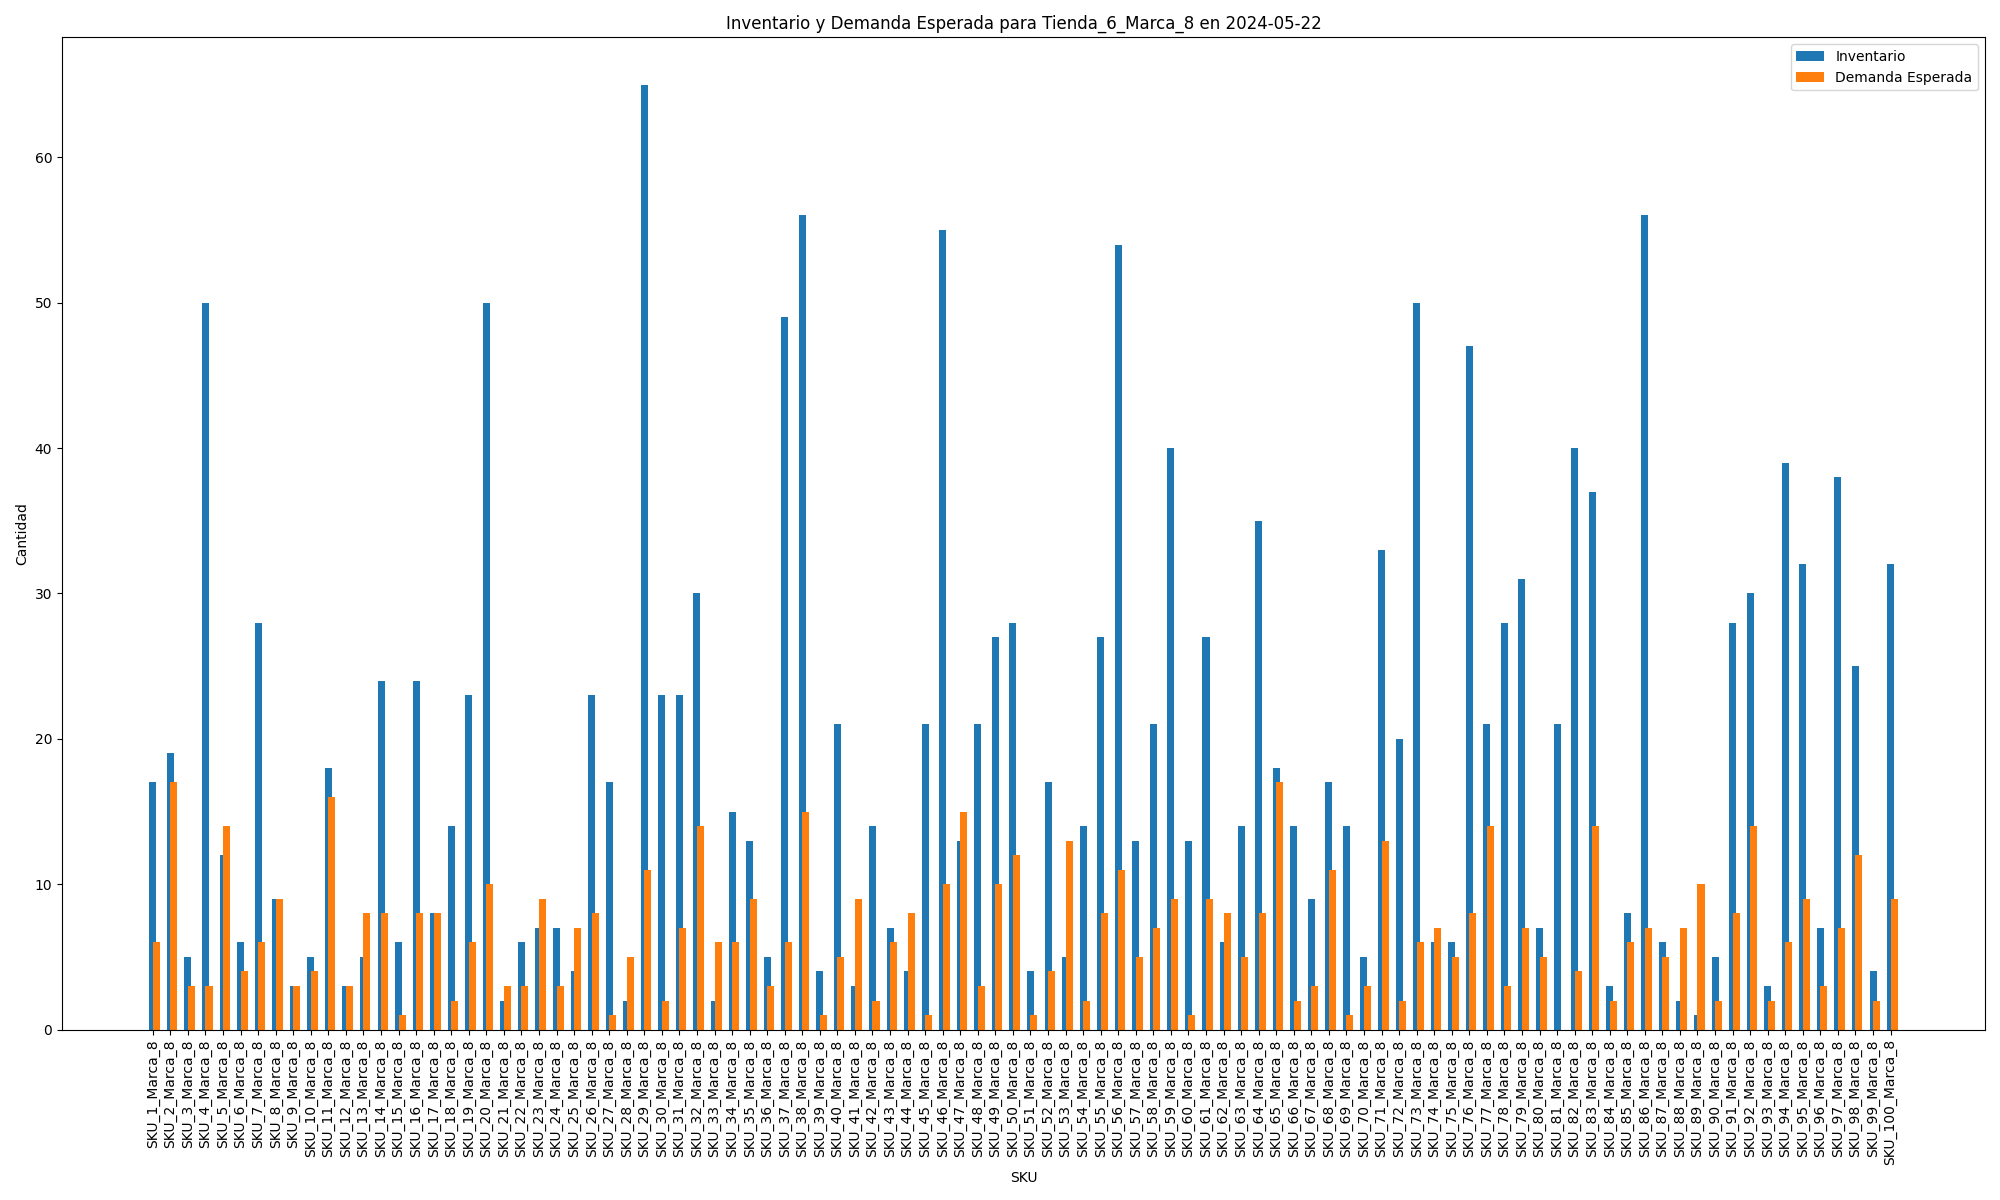 Inventario y Demanda Esperada para Tienda_6_Marca_8 en 2024-05-22
Inventario
Demanda Esperada
Cantidad
60
50
40
30
20
10
0
SKU_1_Marca_8
SKU_2_Marca_8
SKU_3_Marca_8
SKU_4_Marca_8
SKU_5_Marca_8
SKU_6_Marca_8
SKU_7_Marca_8
SKU_8_Marca_8
SKU_9_Marca_8
SKU_10_Marca_8
SKU_11_Marca_8
SKU_12_Marca_8
SKU_13_Marca_8
SKU_14_Marca_8
SKU_15_Marca_8
SKU_16_Marca_8
SKU_17_Marca_8
SKU_18_Marca_8
SKU_19_Marca_8
SKU_20_Marca_8
SKU_21_Marca_8
SKU_22_Marca_8
SKU_23_Marca_8
SKU_24_Marca_8
SKU_25_Marca_8
SKU_26_Marca_8
SKU_27_Marca_8
SKU_28_Marca_8
SKU_29_Marca_8
SKU_30_Marca_8
SKU_31_Marca_8
SKU_32_Marca_8
SKU_33_Marca_8
SKU_34_Marca_8
SKU_35_Marca_8
SKU_36_Marca_8
SKU_37_Marca_8
SKU_38_Marca_8
SKU_39_Marca_8
SKU_40_Marca_8
SKU_41_Marca_8
SKU_42_Marca_8
SKU_43_Marca_8
SKU_44_Marca_8
SKU_45_Marca_8
SKU_46_Marca_8
SKU_47_Marca_8
SKU_48_Marca_8
SKU_49_Marca_8
SKU_50_Marca_8
SKU_51_Marca_8
SKU_52_Marca_8
SKU_53_Marca_8
SKU_54_Marca_8
SKU_55_Marca_8
SKU_56_Marca_8
SKU_57_Marca_8
SKU_58_Marca_8
SKU_59_Marca_8
SKU_60_Marca_8
SKU_61_Marca_8
SKU_62_Marca_8
SKU_63_Marca_8
SKU_64_Marca_8
SKU_65_Marca_8
SKU_66_Marca_8
SKU_67_Marca_8
SKU_68_Marca_8
SKU_69_Marca_8
SKU_70_Marca_8
SKU_71_Marca_8
SKU_72_Marca_8
SKU_73_Marca_8
SKU_74_Marca_8
SKU_75_Marca_8
SKU_76_Marca_8
SKU_77_Marca_8
SKU_78_Marca_8
SKU_79_Marca_8
SKU_80_Marca_8
SKU_81_Marca_8
SKU_82_Marca_8
SKU_83_Marca_8
SKU_84_Marca_8
SKU_85_Marca_8
SKU_86_Marca_8
SKU_87_Marca_8
SKU_88_Marca_8
SKU_89_Marca_8
SKU_90_Marca_8
SKU_91_Marca_8
SKU_92_Marca_8
SKU_93_Marca_8
SKU_94_Marca_8
SKU_95_Marca_8
SKU_96_Marca_8
SKU_97_Marca_8
SKU_98_Marca_8
SKU_99_Marca_8
SKU_100_Marca_8
SKU